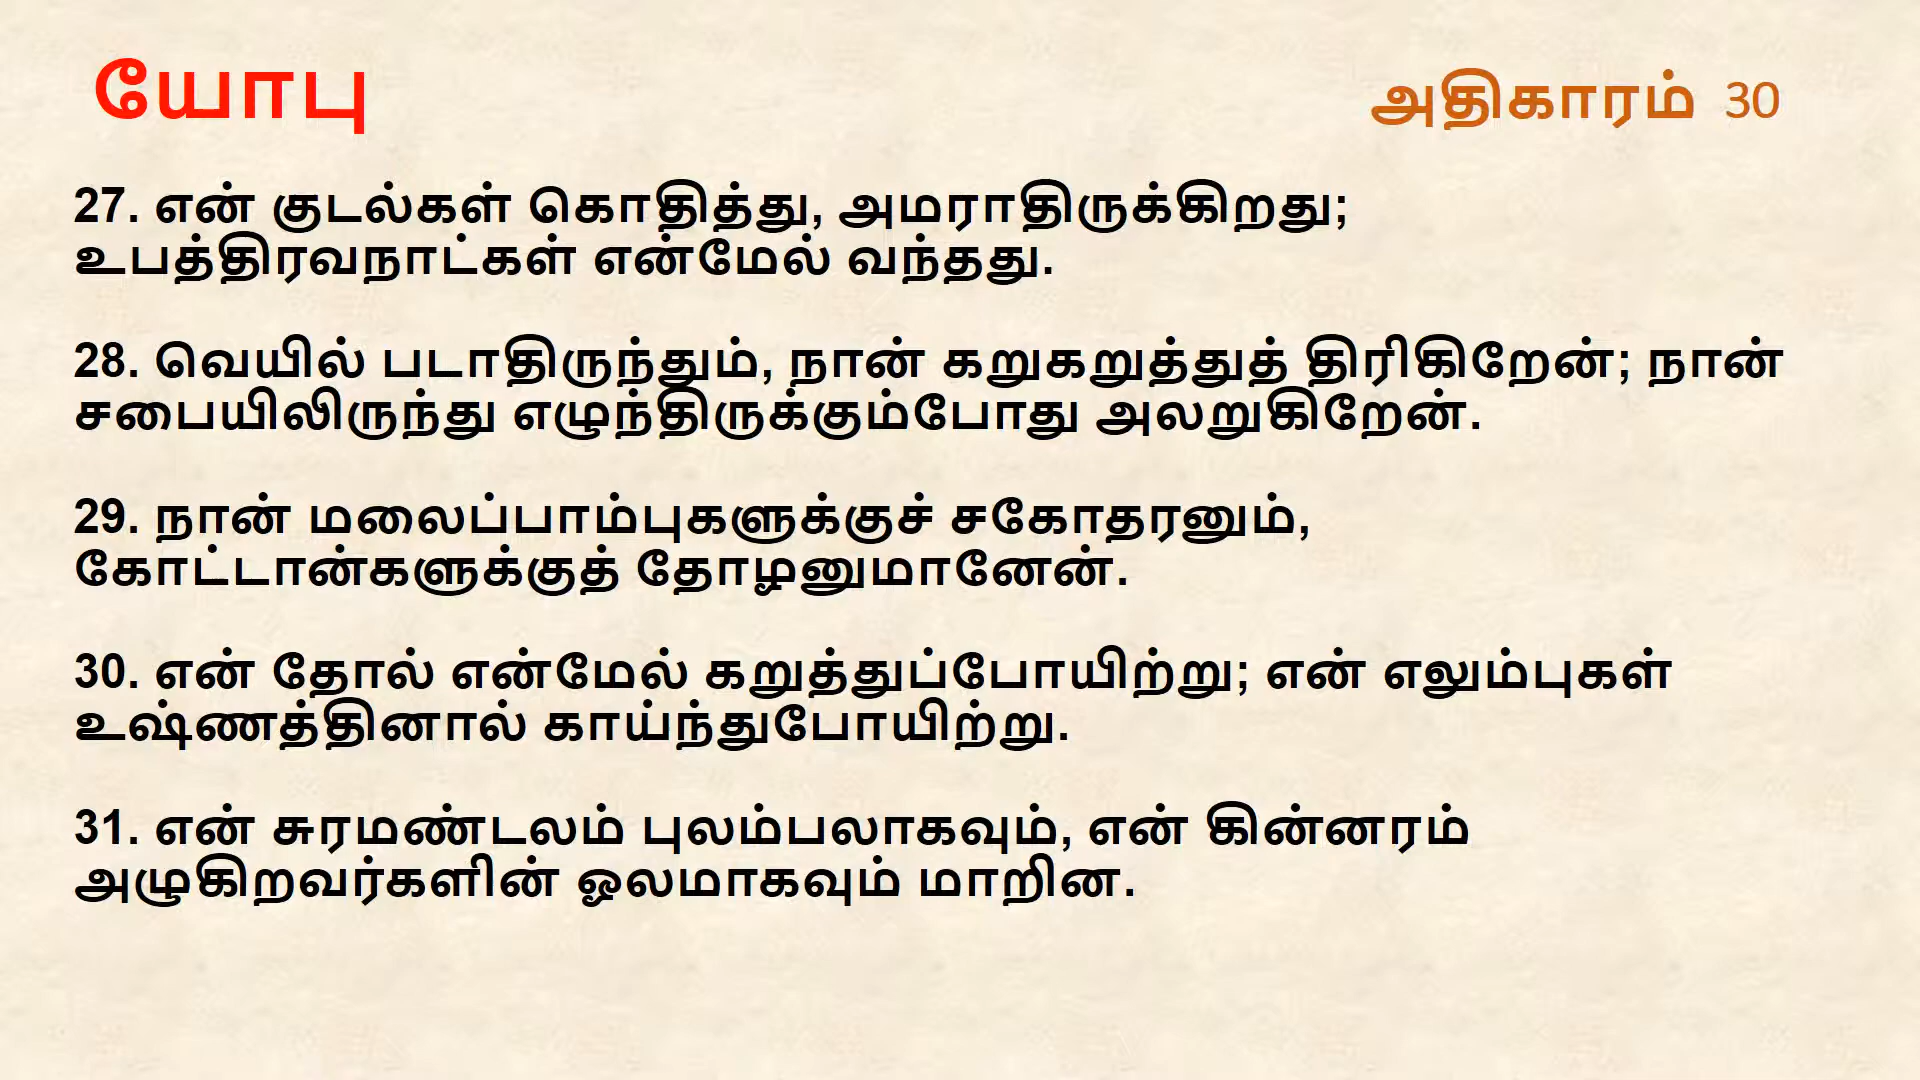 யோபு
அதிகாரம் 30
27. என் குடல்கள் கொதித்து, அமராதிருக்கிறது;
உபத்திரவநாட்கள் என்மேல் வந்தது.
28. வெயில் படாதிருந்தும், நான் கறுகறுத்துத் திரிகிறேன்; நான்
சபையிலிருந்து எழுந்திருக்கும்போது அலறுகிறேன்.
29. நான் மலைப்பாம்புகளுக்குச் சகோதரனும்,
கோட்டான்களுக்குத் தோழனுமானேன்.
30. என் தோல் என்மேல் கறுத்துப்போயிற்று; என் எலும்புகள்
உஷ்ணத்தினால் காய்ந்துபோயிற்று.
31. என் சுரமண்டலம் புலம்பலாகவும், என் கின்னரம்
அழுகிறவர்களின் ஓலமாகவும் மாறின.